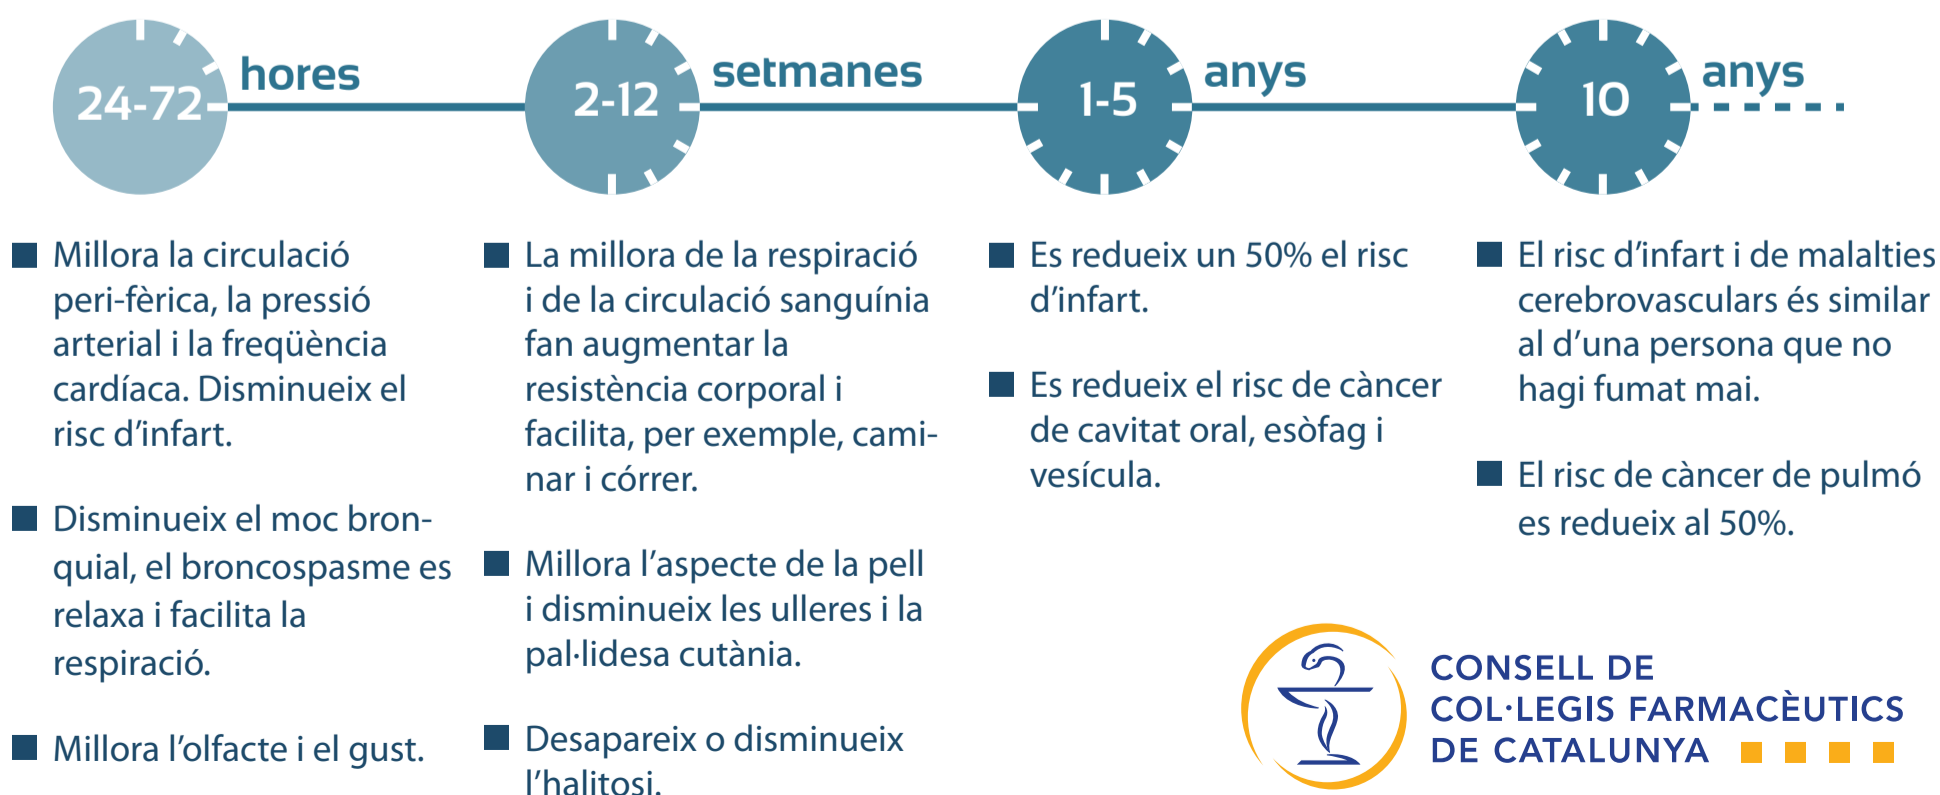 24-72
hores
Millora la circulació
peri-fèrica, la pressió
arterial i la freqüència
cardíaca. Disminueix el
risc d’infart.
Disminueix el moc bron-
quial, el broncospasme es
relaxa i facilita la
respiració.
Millora l’olfacte i el gust.
2-12
setmanes
La millora de la respiració
i de la circulació sanguínia
fan augmentar la
resistència corporal i
facilita, per exemple, cami-
nar i córrer.
Millora l’aspecte de la pell
i disminueix les ulleres i la
pal·lidesa cutània.
Desapareix o disminueix
l’halitosi.
1-5
anys
Es redueix un 50% el risc
d’infart.
Es redueix el risc de càncer
de cavitat oral, esòfag i
vesícula.
10
anys
El risc d’infart i de malalties
cerebrovasculars és similar
al d’una persona que no
hagi fumat mai.
El risc de càncer de pulmó
es redueix al 50%.
CONSELL DE
COL·LEGIS FARMACÈUTICS
DE CATALUNYA